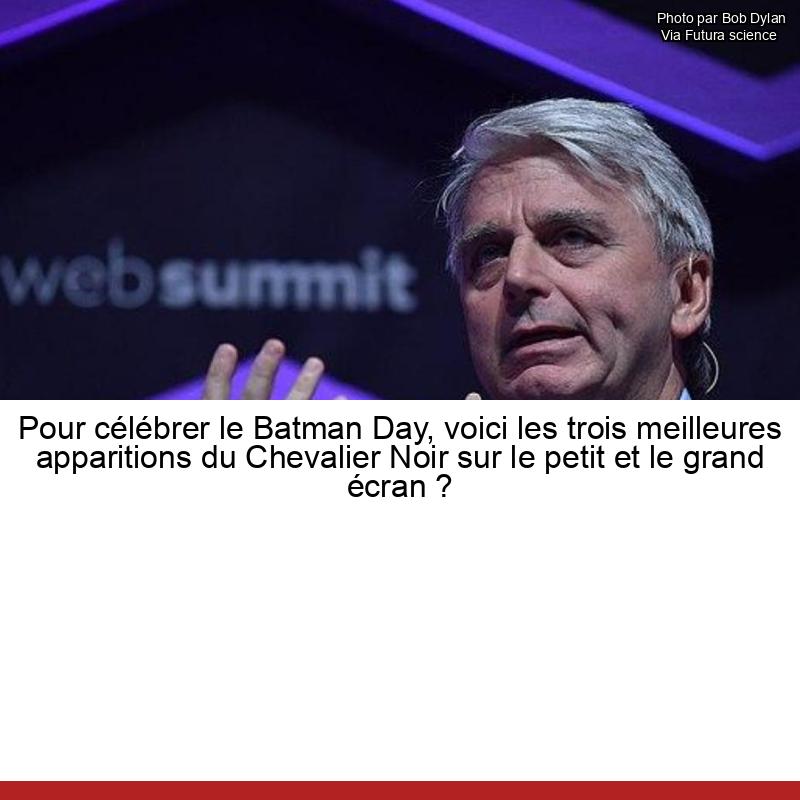 Photo par Bob Dylan
Via Futura science
websummit
Pour célébrer le Batman Day, voici les trois meilleures
apparitions du Chevalier Noir sur le petit et le grand
écran ?